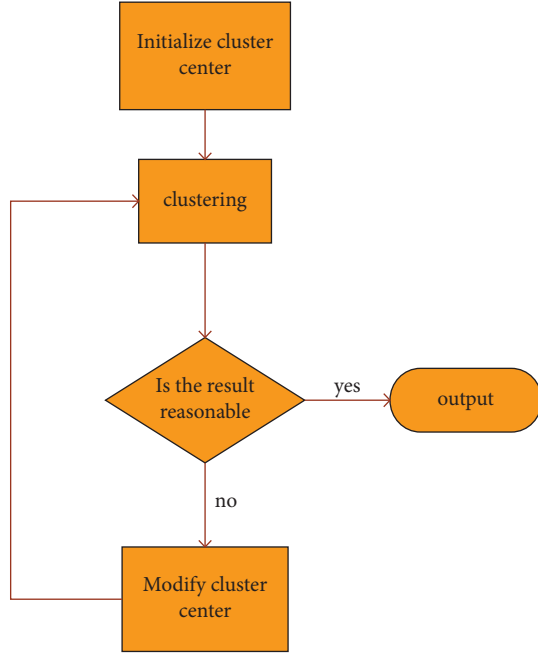 Initialize cluster
center
clustering
Is the result
reasonable
yes
output
no
Modify cluster
center